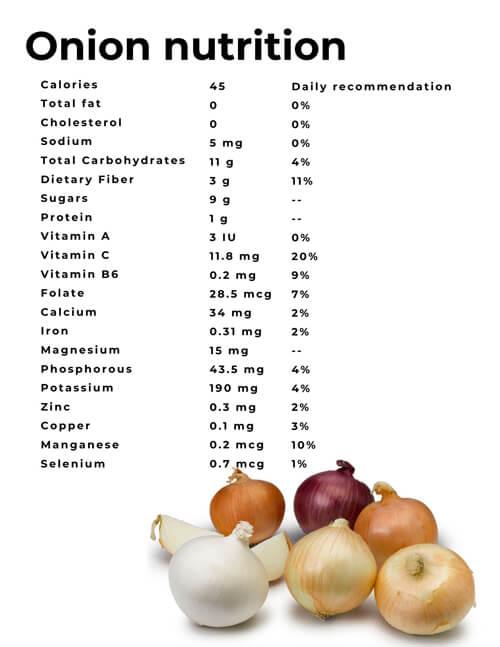 Onion nutrition
Calories 45 Daily recommendation
Total fat 0 0%
Cholesterol 0 0%
Sodium 5 mg 0%
Total Carbohydrates 11 g 4%
Dietary Fiber 3 g 11%
Sugars 9 g --
Protein 1 g --
Vitamin A 3 IU 0%
Vitamin C 11.8 mg 20%
Vitamin B6 0.2 mg 9%
Folate 28.5 mcg 7%
Calcium 34 mg 2%
Iron 0.31 mg 2%
Magnesium 15 mg --
Phosphorous 43.5 mg 4%
Potassium 190 mg 4%
Zinc 0.3 mg 2%
Copper 0.1 mg 3%
Manganese 0.2 mcg 10%
Selenium 0.7 mcg 1%